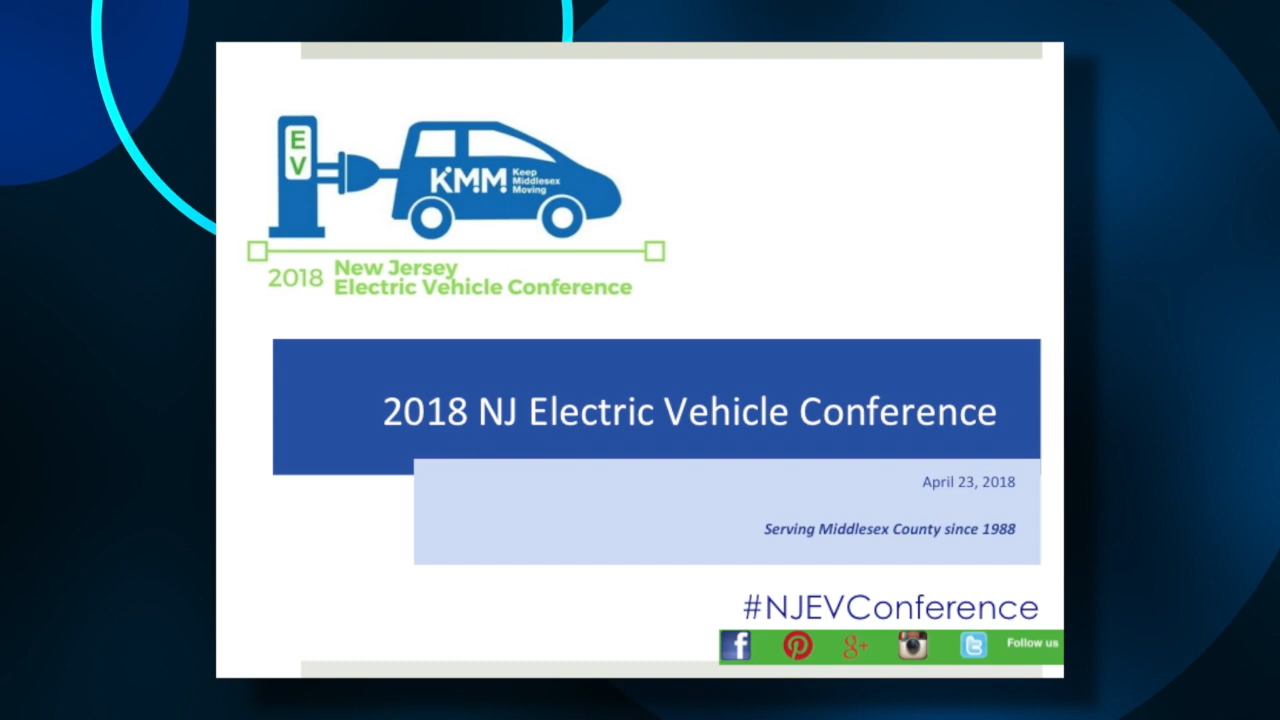 E
V
KMM Keep
Middlesex
Moving
2018 New Jersey
Electric Vehicle Conference
2018 NJ Electric Vehicle Conference
April 23, 2018
Serving Middlesex County since 1988
#NJEVConference
f P g+ t Follow us